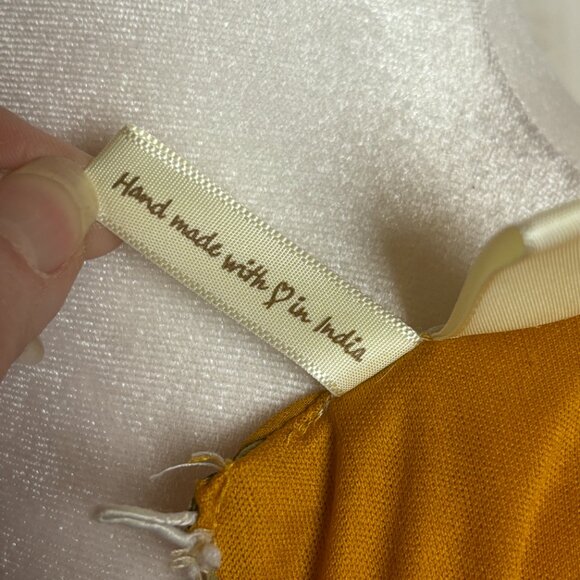 Hand made with ♡ in India